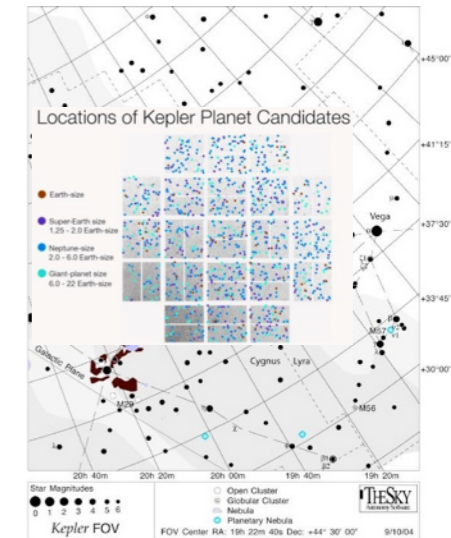 +45°00'
Locations of Kepler Planet Candidates
+41°15'
Earth-size
Super-Earth size
1.25 - 2.0 Earth-size
Neptune-size
2.0 - 6.0 Earth-size
Giant-planet size
6.0 - 22 Earth-size
Vega
+37°30'
+33°45'
M57
Galactic Plane
Cygnus Lyra
+30°00'
M29
M56
20h 40m 20h 20m 20h 00m 19h 40m 19h 20m
Star Magnitudes
0 1 2 3 4 5 6
Kepler FOV
Open Cluster
Globular Cluster
Nebula
Planetary Nebula
THESKY
Astronomy Software
FOV Center RA: 19h 22m 40s Dec: +44° 30' 00" 9/10/04